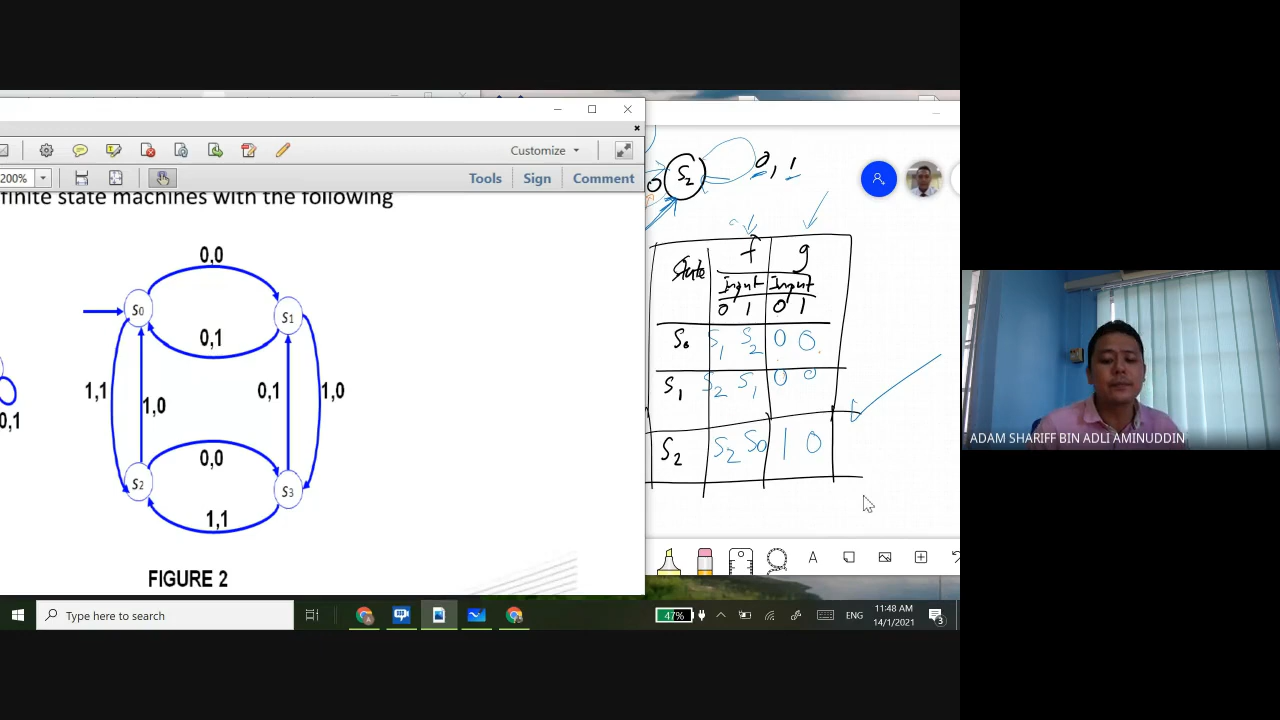 200%
Customize
Tools Sign Comment
finite state machines with the following
0,0
S0 S1
0,1
1,1 1,0 0,1 1,0
0,1
0,0
S2 S3
1,1
FIGURE 2
S2 0, 1
0
State f g
Input Input
0 1 0 1
S0 S1 S2 0 0
S1 S2 S1 0 0
S2 S2 S0 1 0
A
ADAM SHARIFF BIN ADLI AMINUDDIN
Type here to search
47%
ENG
11:48 AM
14/1/2021
3